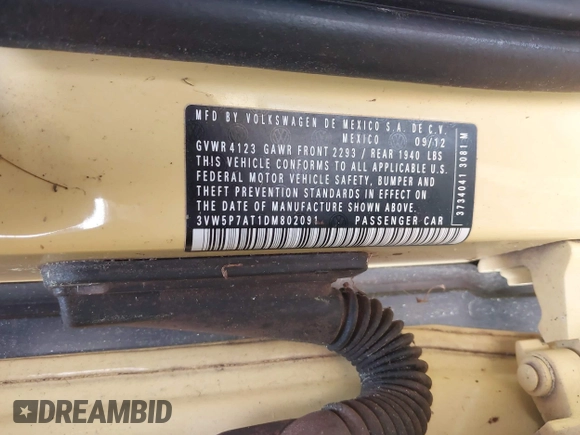 MFD BY VOLKSWAGEN DE MEXICO S.A. DE C.V.
MEXICO 09/12
GVWR 4123 GAWR FRONT 2293 / REAR 1940 LBS
THIS VEHICLE CONFORMS TO ALL APPLICABLE U.S.
FEDERAL MOTOR VEHICLE SAFETY, BUMPER AND
THEFT PREVENTION STANDARDS IN EFFECT ON
THE DATE OF MANUFACTURE SHOWN ABOVE.
3VW5P7AT1DM802091 PASSENGER CAR
3734041 3081 M
DREAMBID